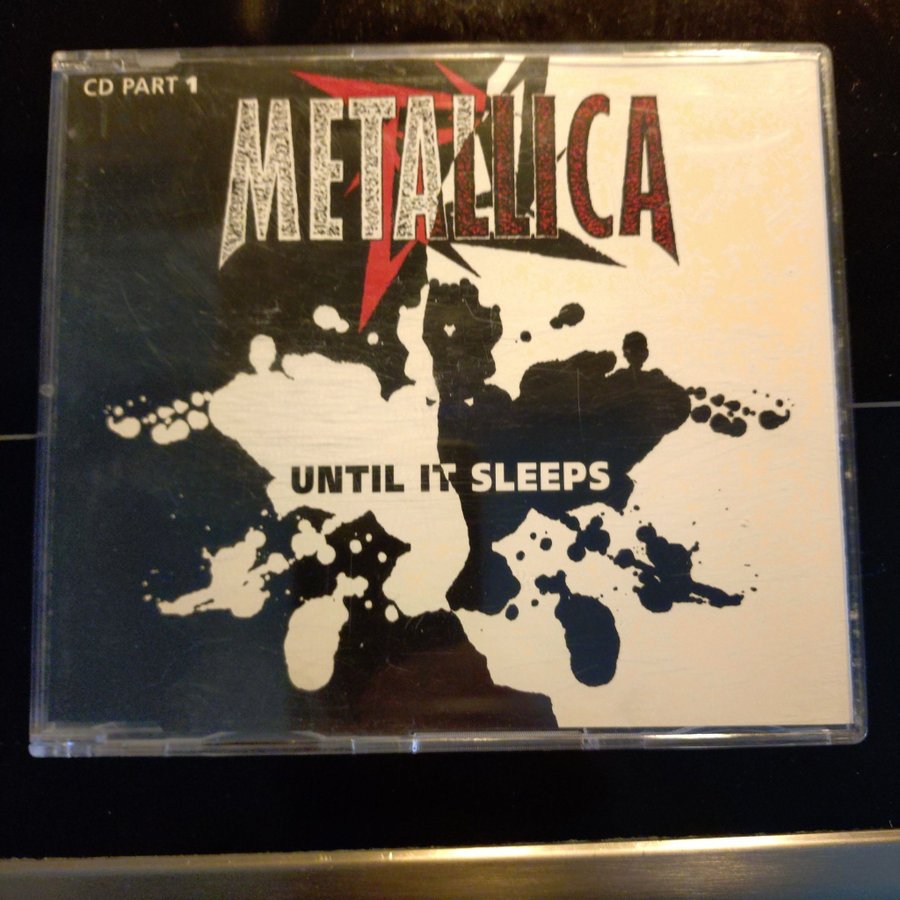 CD PART 1
METALLICA
UNTIL IT SLEEPS